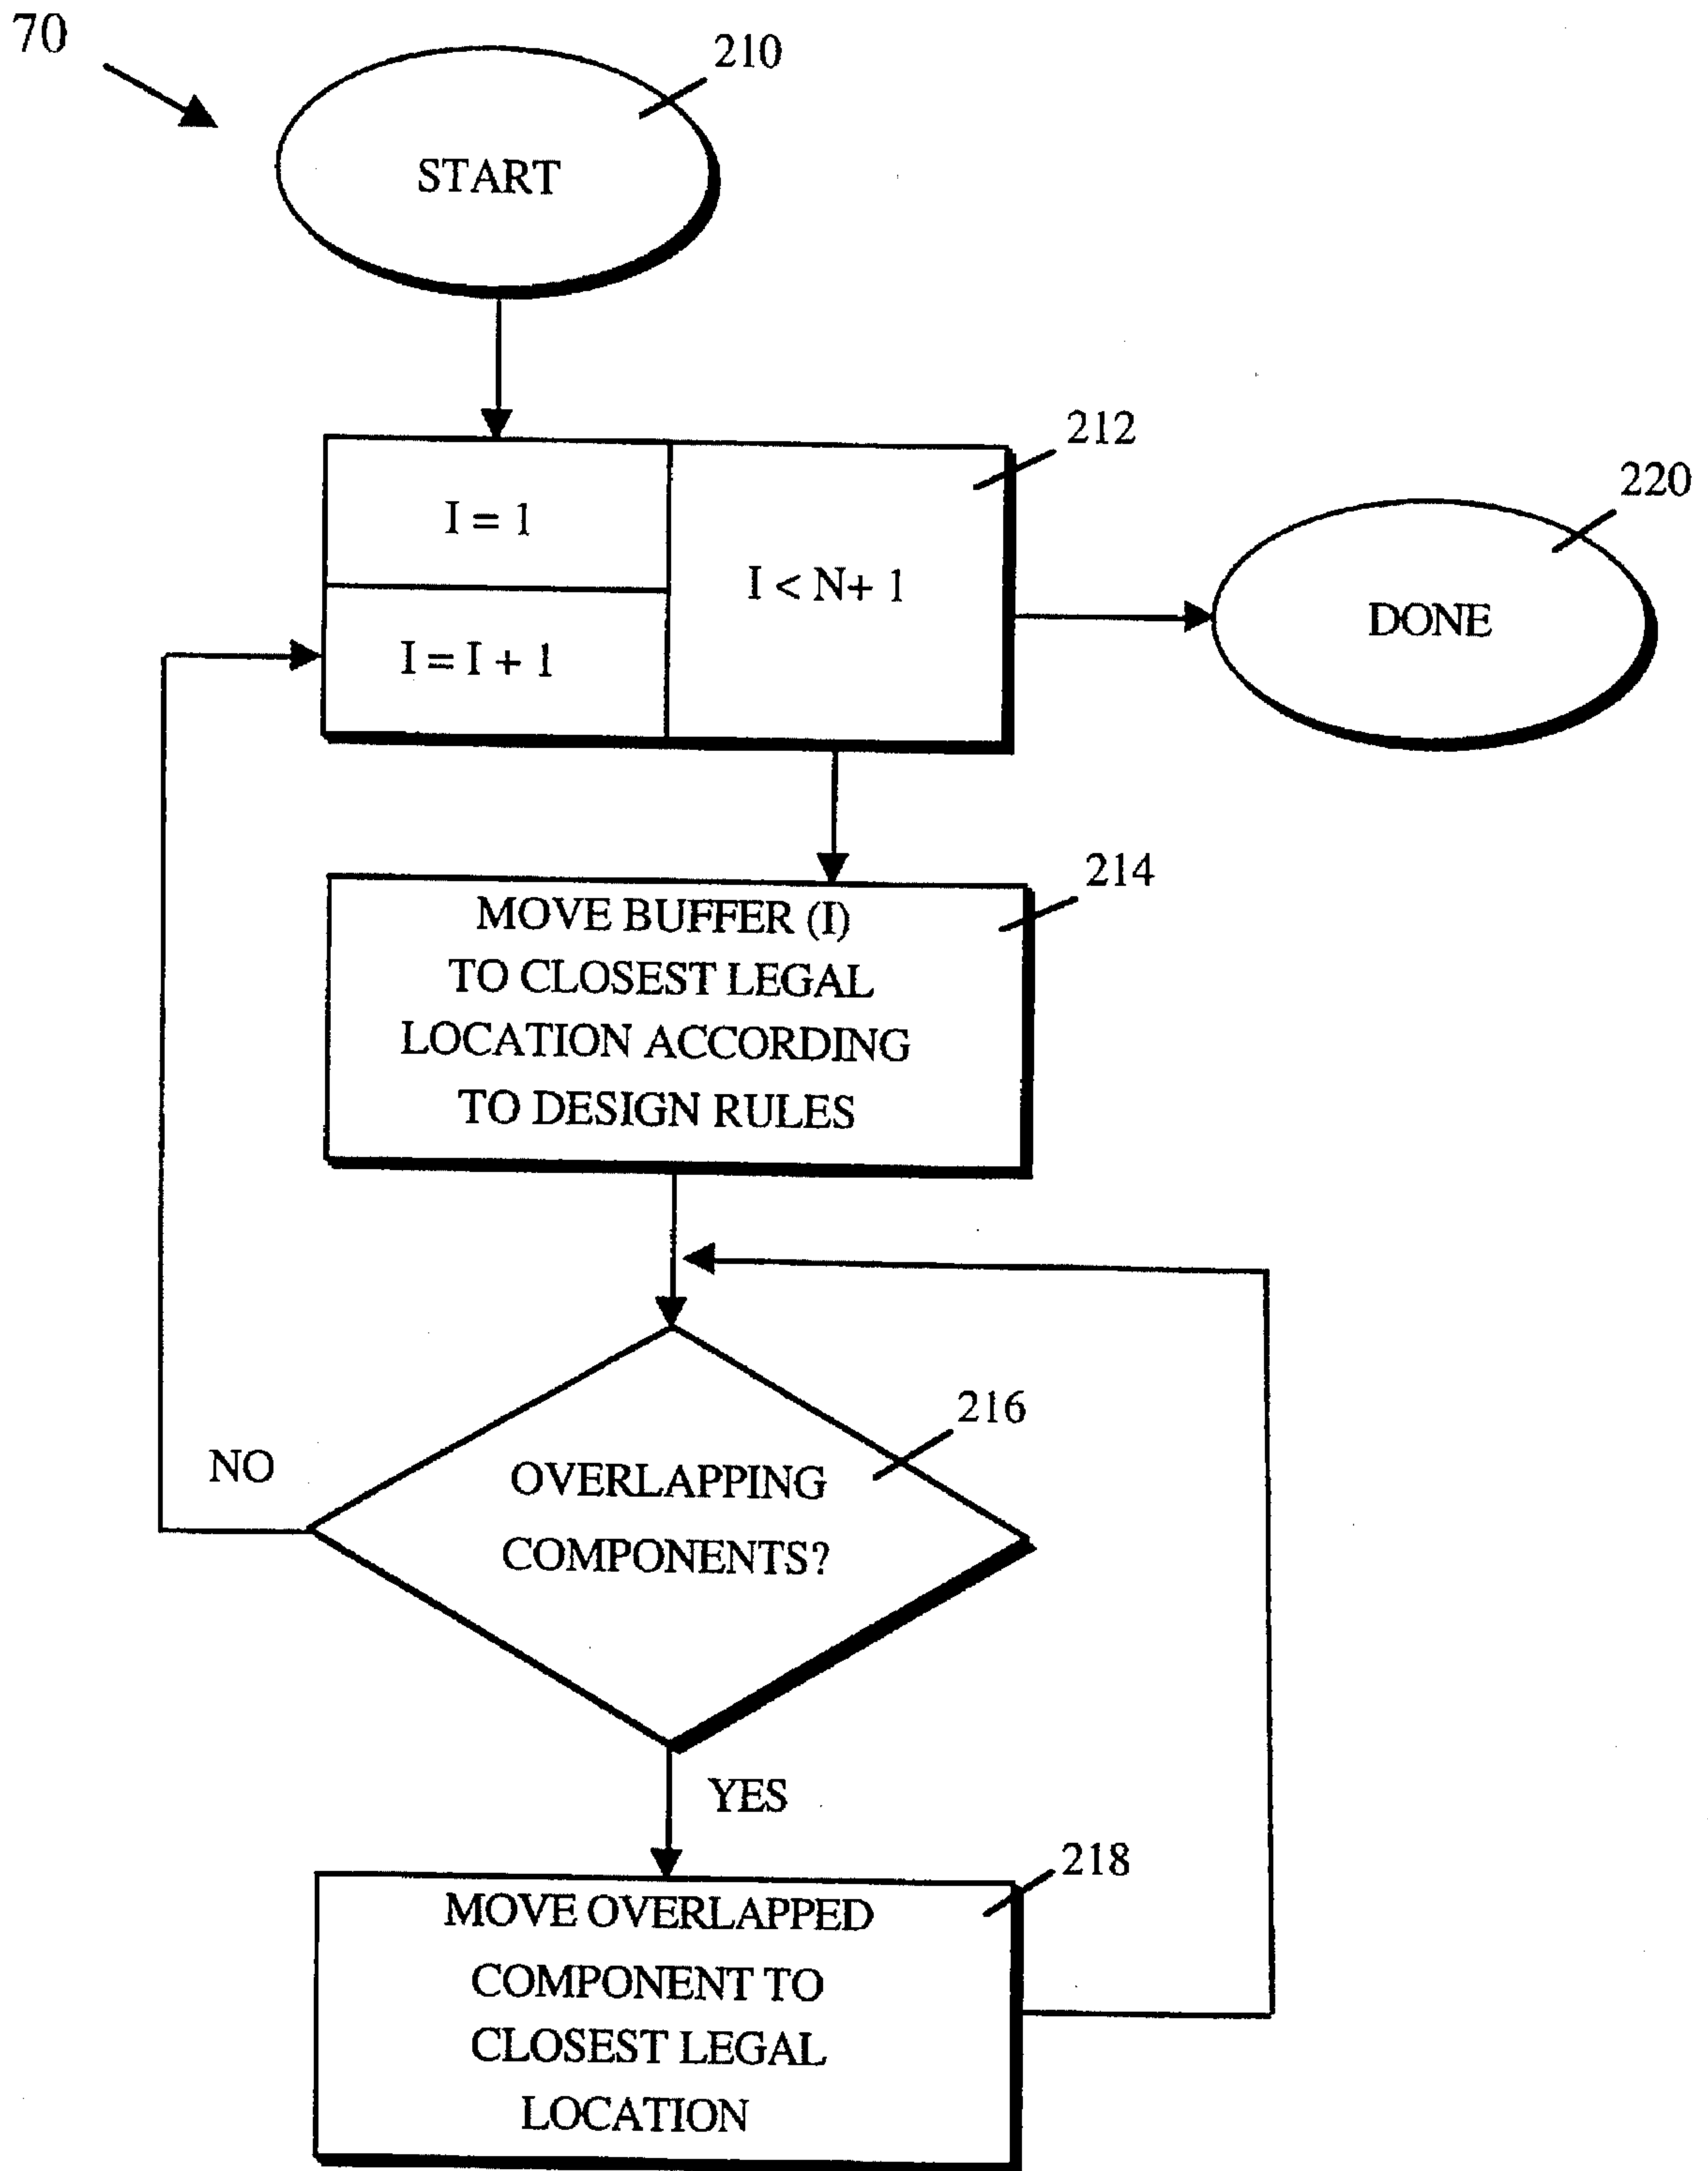 70
210
START
212
I = 1
I < N+ 1
I = I + 1
220
DONE
214
MOVE BUFFER (I)
TO CLOSEST LEGAL
LOCATION ACCORDING
TO DESIGN RULES
216
NO
OVERLAPPING
COMPONENTS?
YES
218
MOVE OVERLAPPED
COMPONENT TO
CLOSEST LEGAL
LOCATION